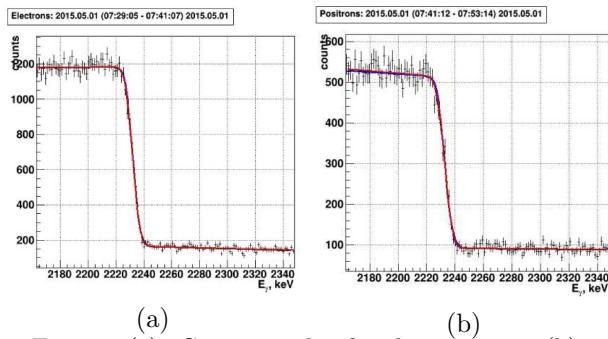 Electrons: 2015.05.01 (07:29:05 - 07:41:07) 2015.05.01
counts
1200
1000
800
600
400
200
2180 2200 2220 2240 2260 2280 2300 2320 2340
Eγ, keV
(a)
Positrons: 2015.05.01 (07:41:12 - 07:53:14) 2015.05.01
counts
600
500
400
300
200
100
2180 2200 2220 2240 2260 2280 2300 2320 2340
Eγ, keV
(b)